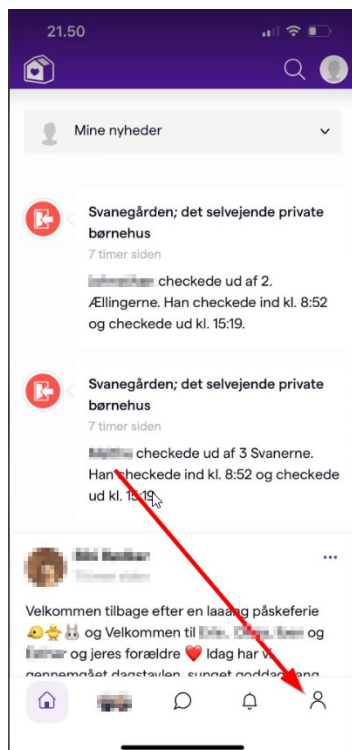 21.50
Mine nyheder
Svanegården; det selvejende private
børnehus
7 timer siden
checkede ud af 2.
Ællingerne. Han checkede ind kl. 8:52
og checkede ud kl. 15:19.
Svanegården; det selvejende private
børnehus
7 timer siden
checkede ud af 3 Svanerne.
Han checkede ind kl. 8:52 og checkede
ud kl. 15:19
Velkommen tilbage efter en laaang påskeferie
🐤🐥🐰 og Velkommen til og
og jeres forældre ❤️ Idag har vi
gennemgået dagstavlen, sunget goddagsang